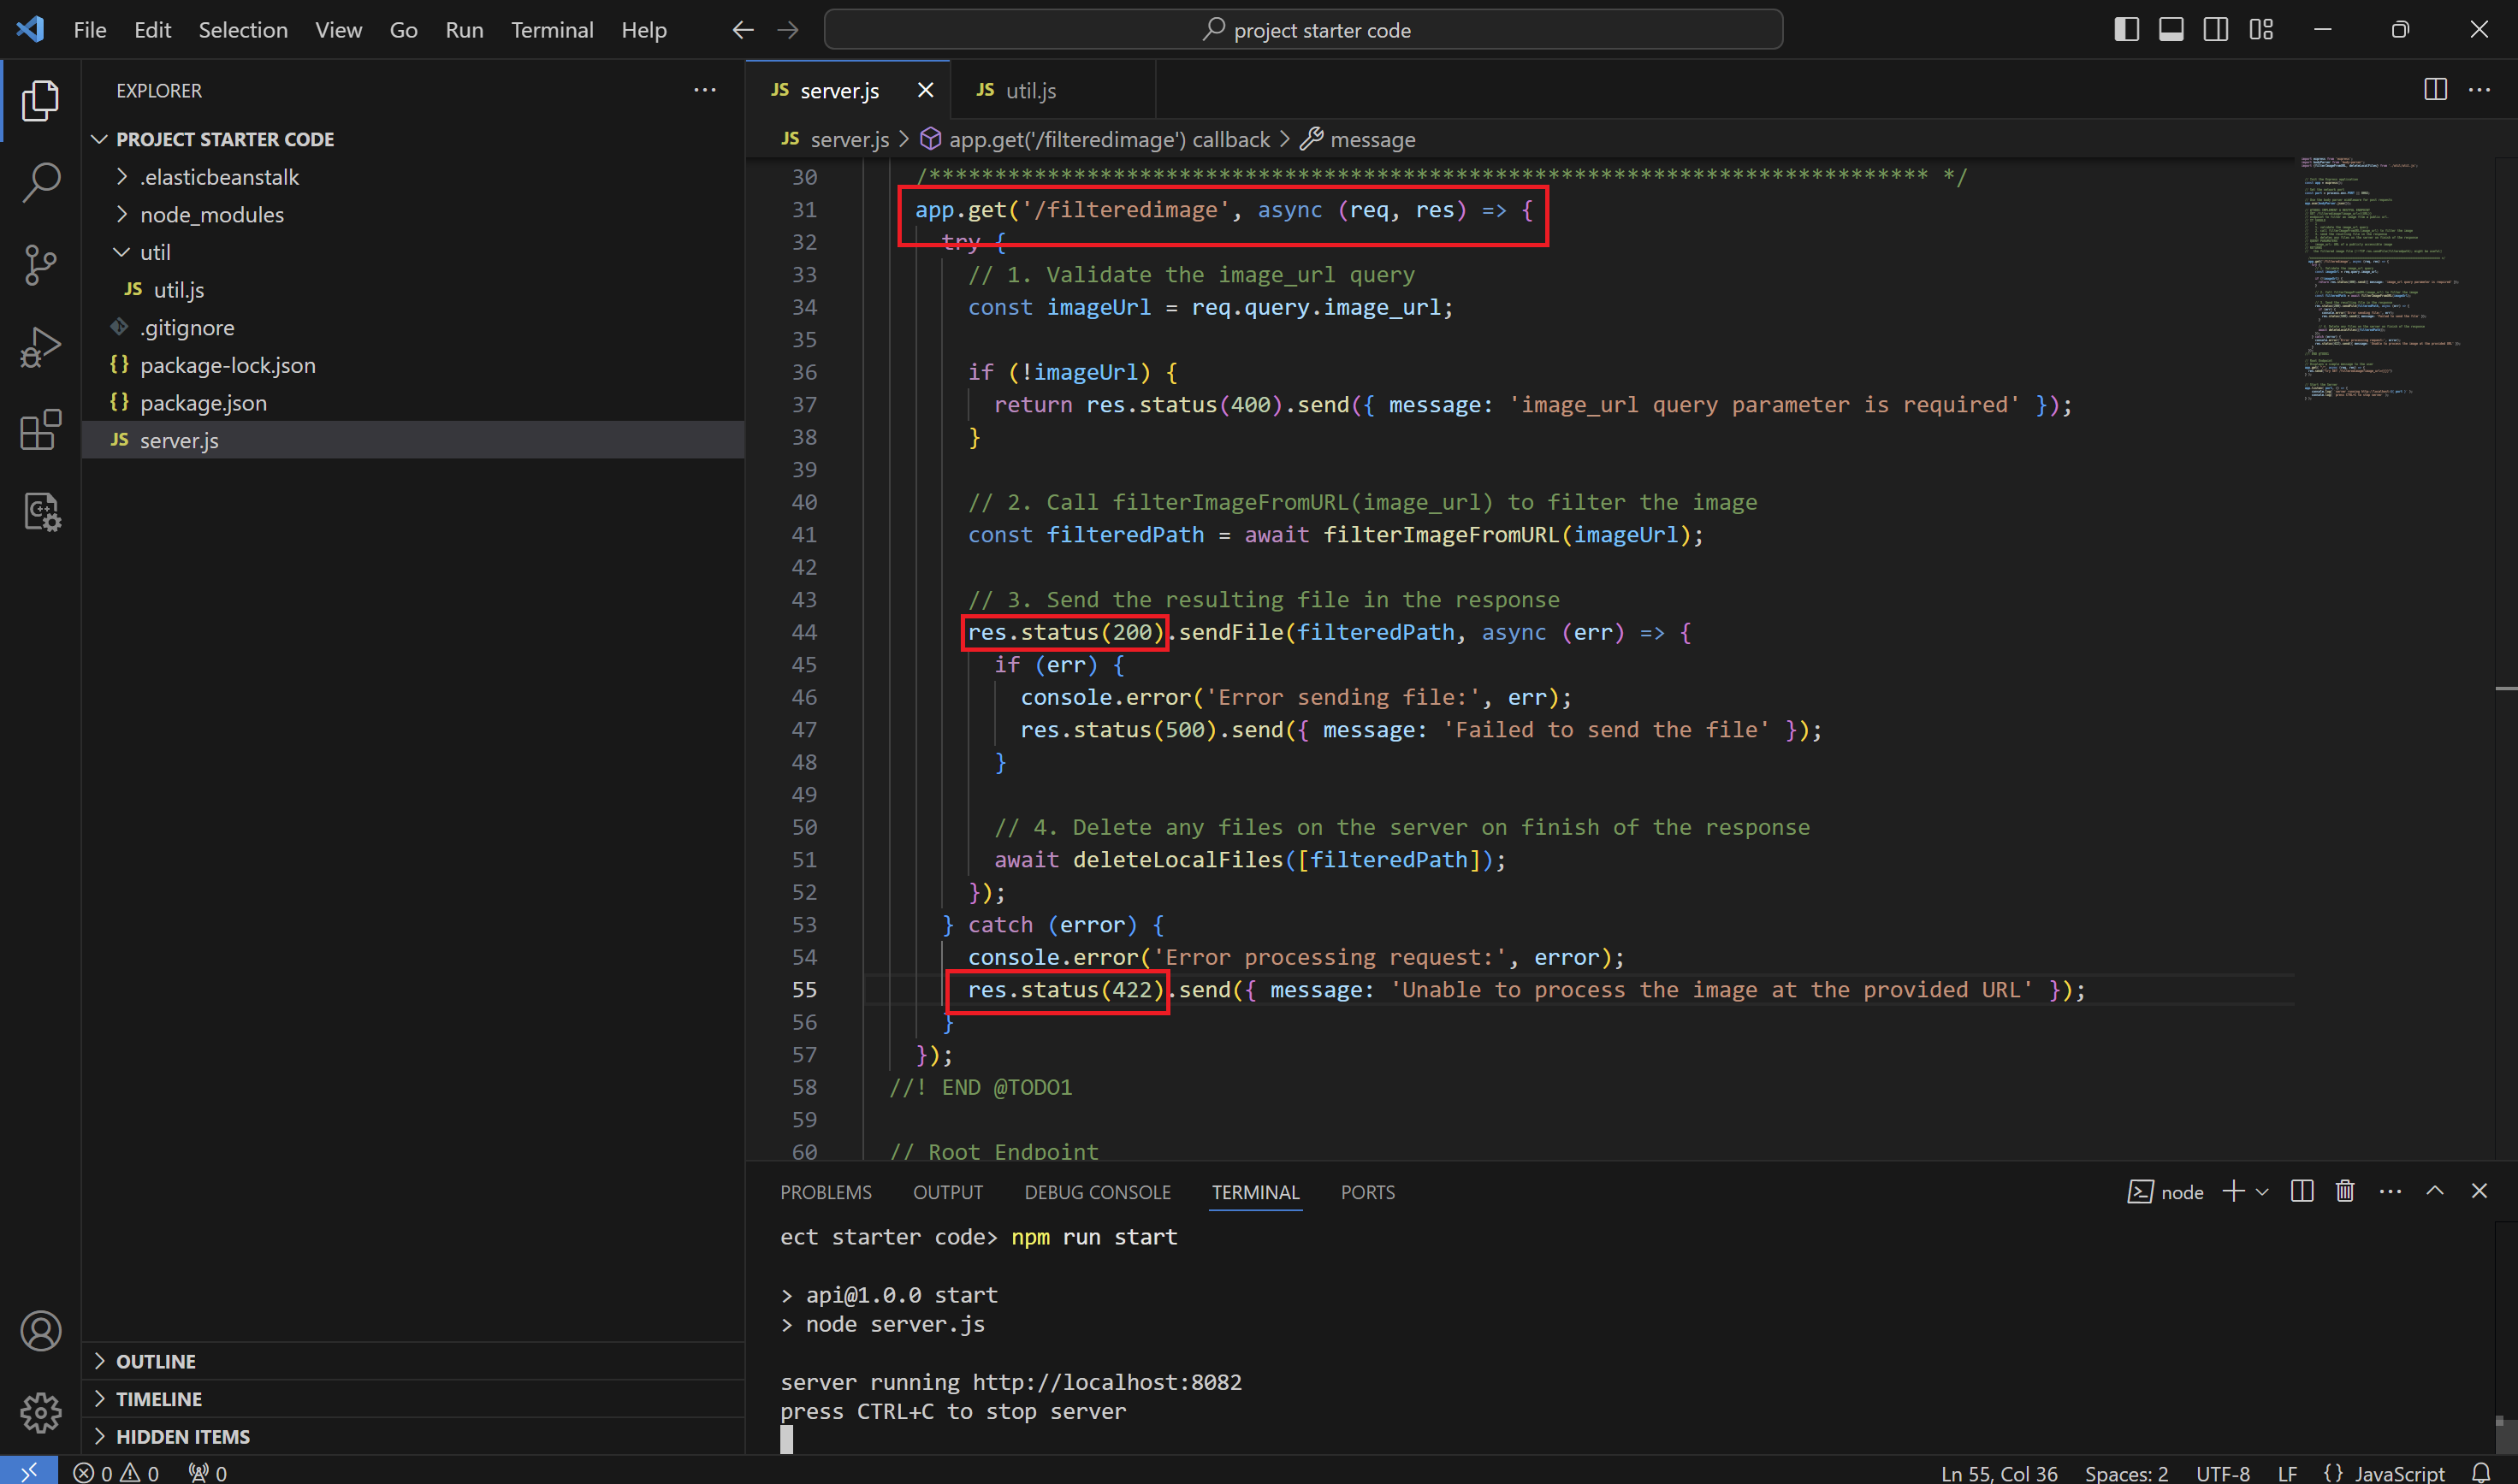 File Edit Selection View Go Run Terminal Help
project starter code
EXPLORER
PROJECT STARTER CODE
.elasticbeanstalk
node_modules
util
JS util.js
.gitignore
{} package-lock.json
{} package.json
JS server.js
OUTLINE
TIMELINE
HIDDEN ITEMS
JS server.js
JS util.js
JS server.js > app.get('/filteredimage') callback > message
30 /**************************************************************************** */
31 app.get('/filteredimage', async (req, res) => {
32 try {
33 // 1. Validate the image_url query
34 const imageUrl = req.query.image_url;
35
36 if (!imageUrl) {
37 return res.status(400).send({ message: 'image_url query parameter is required' });
38 }
39
40 // 2. Call filterImageFromURL(image_url) to filter the image
41 const filteredPath = await filterImageFromURL(imageUrl);
42
43 // 3. Send the resulting file in the response
44 res.status(200).sendFile(filteredPath, async (err) => {
45 if (err) {
46 console.error('Error sending file:', err);
47 res.status(500).send({ message: 'Failed to send the file' });
48 }
49
50 // 4. Delete any files on the server on finish of the response
51 await deleteLocalFiles([filteredPath]);
52 });
53 } catch (error) {
54 console.error('Error processing request:', error);
55 res.status(422).send({ message: 'Unable to process the image at the provided URL' });
56 }
57 });
58 //! END @TODO1
59
60 // Root Endpoint
PROBLEMS OUTPUT DEBUG CONSOLE TERMINAL PORTS
node
ect starter code> npm run start
> api@1.0.0 start
> node server.js
server running http://localhost:8082
press CTRL+C to stop server
0 0 0
Ln 55, Col 36 Spaces: 2 UTF-8 LF {} JavaScript